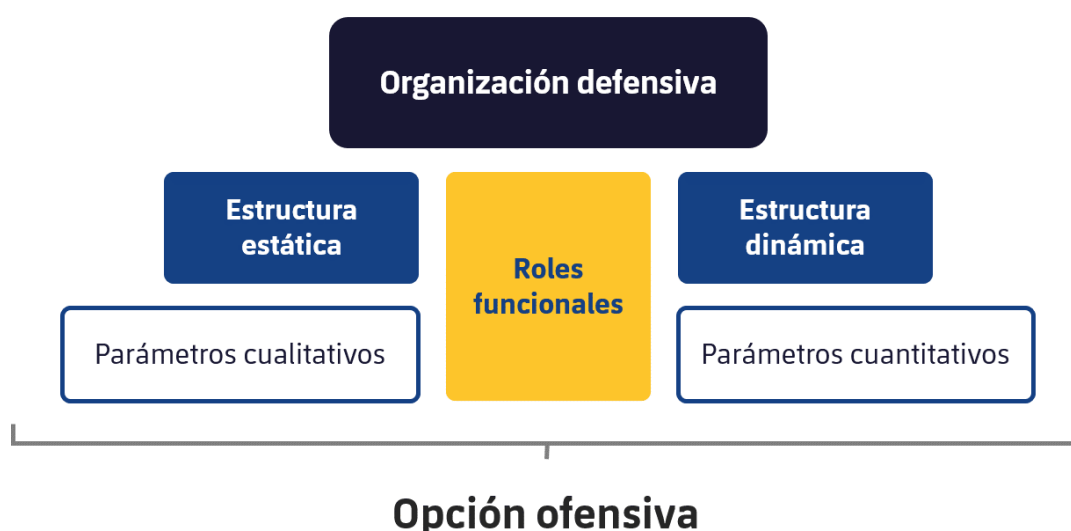 Organización defensiva
Estructura
estática
Roles
funcionales
Estructura
dinámica
Parámetros cualitativos
Parámetros cuantitativos
Opción ofensiva